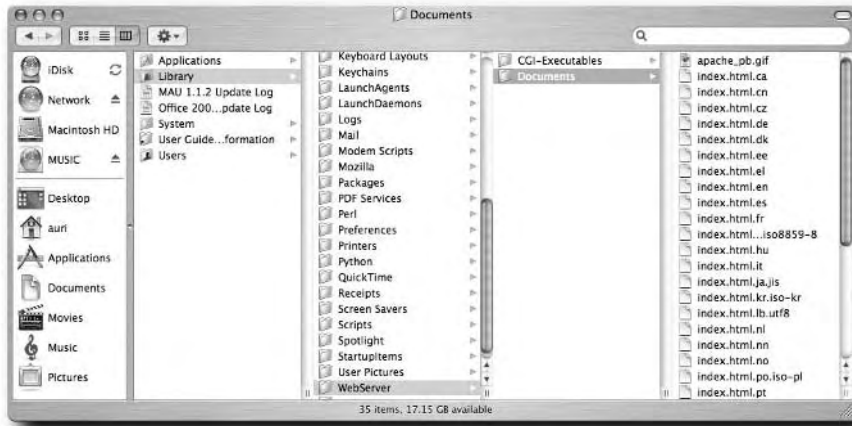 Documents
iDisk
Network
Macintosh HD
MUSIC
Desktop
auri
Applications
Documents
Movies
Music
Pictures
Applications
Library
MAU 1.1.2 Update Log
Office 200...pdate Log
System
User Guide...formation
Users
Keyboard Layouts
Keychains
LaunchAgents
LaunchDaemons
Logs
Mail
Modem Scripts
Mozilla
Packages
PDF Services
Perl
Preferences
Printers
Python
QuickTime
Receipts
Screen Savers
Scripts
Spotlight
StartupItems
User Pictures
WebServer
CGI-Executables
Documents
apache_pb.gif
index.html.ca
index.html.cn
index.html.cz
index.html.de
index.html.dk
index.html.ee
index.html.el
index.html.en
index.html.es
index.html.fr
index.html...iso8859-8
index.html.hu
index.html.it
index.html.ja.jis
index.html.kr.iso-kr
index.html.lb.utf8
index.html.nl
index.html.nn
index.html.no
index.html.po.iso-pl
index.html.pt
35 items, 17.15 GB available